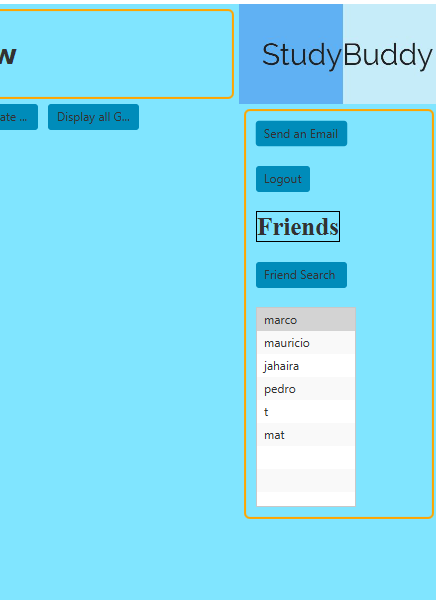 w
StudyBuddy
ate ...
Display all G...
Send an Email
Logout
Friends
Friend Search
marco
mauricio
jahaira
pedro
t
mat